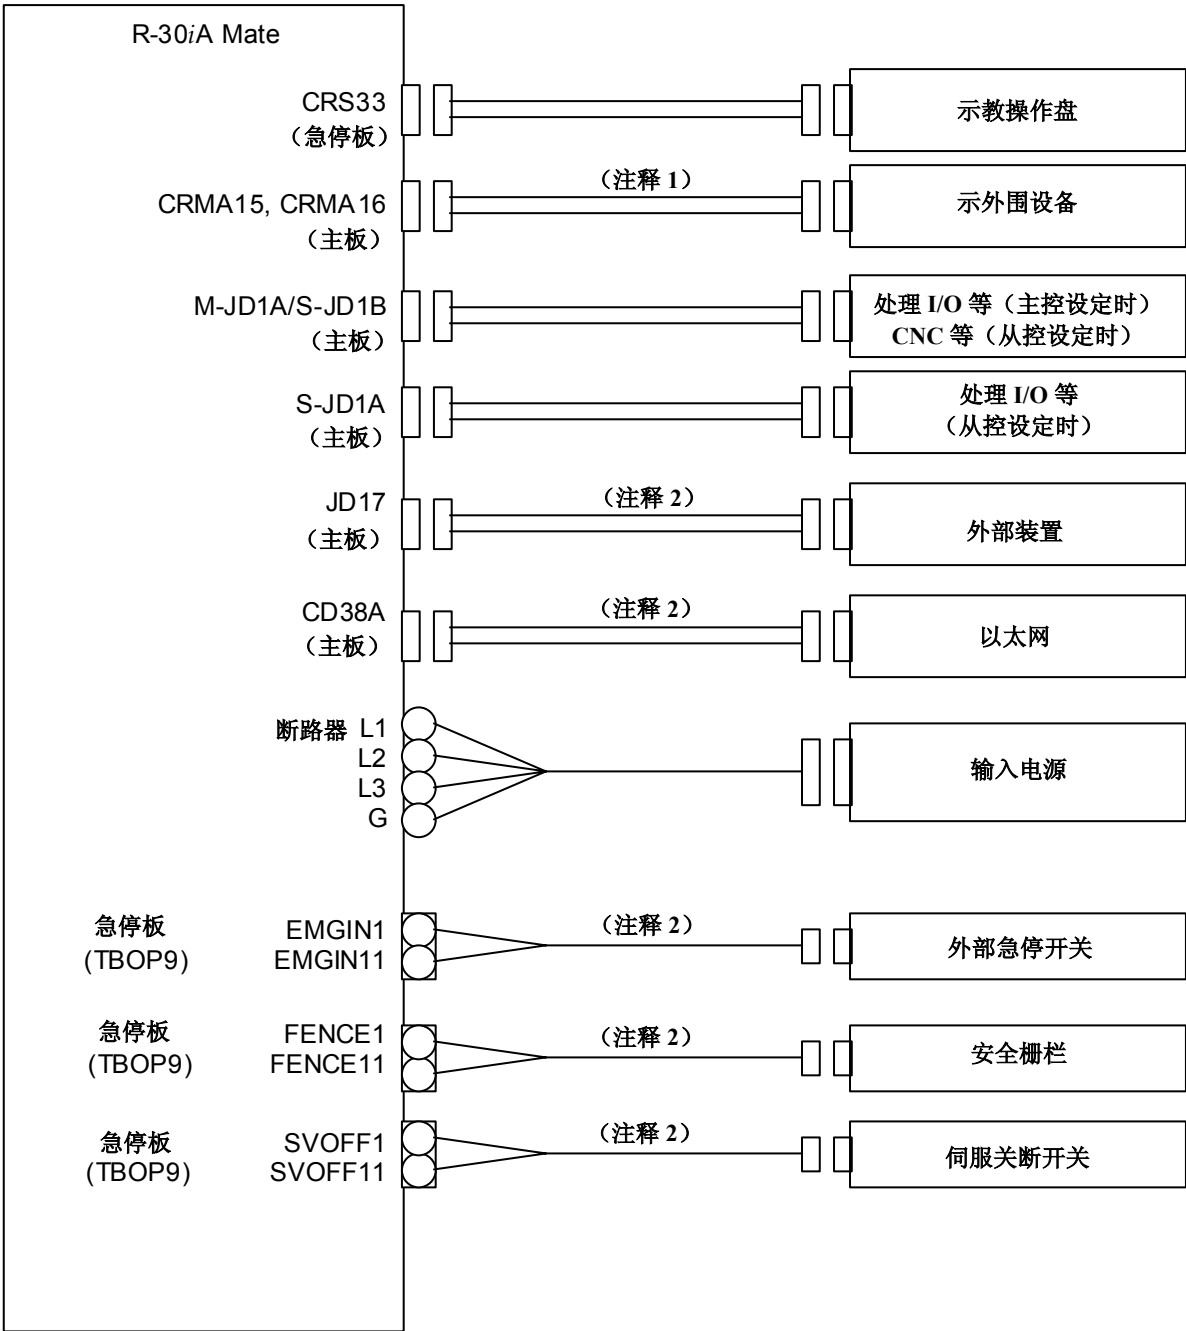 R-30iA Mate
CRS33
（急停板）
示教操作盘
CRMA15, CRMA16
（主板）
（注释 1）
示外围设备
M-JD1A/S-JD1B
（主板）
处理 I/O 等（主控设定时）
CNC 等（从控设定时）
S-JD1A
（主板）
处理 I/O 等
（从控设定时）
JD17
（主板）
（注释 2）
外部装置
CD38A
（主板）
（注释 2）
以太网
断路器 L1
L2
L3
G
输入电源
急停板
(TBOP9)
EMGIN1
EMGIN11
（注释 2）
外部急停开关
急停板
(TBOP9)
FENCE1
FENCE11
（注释 2）
安全栅栏
急停板
(TBOP9)
SVOFF1
SVOFF11
（注释 2）
伺服关断开关